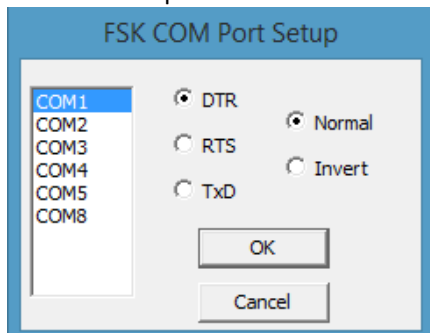 FSK COM Port Setup
COM1
COM2
COM3
COM4
COM5
COM8
DTR
RTS
TxD
Normal
Invert
OK
Cancel